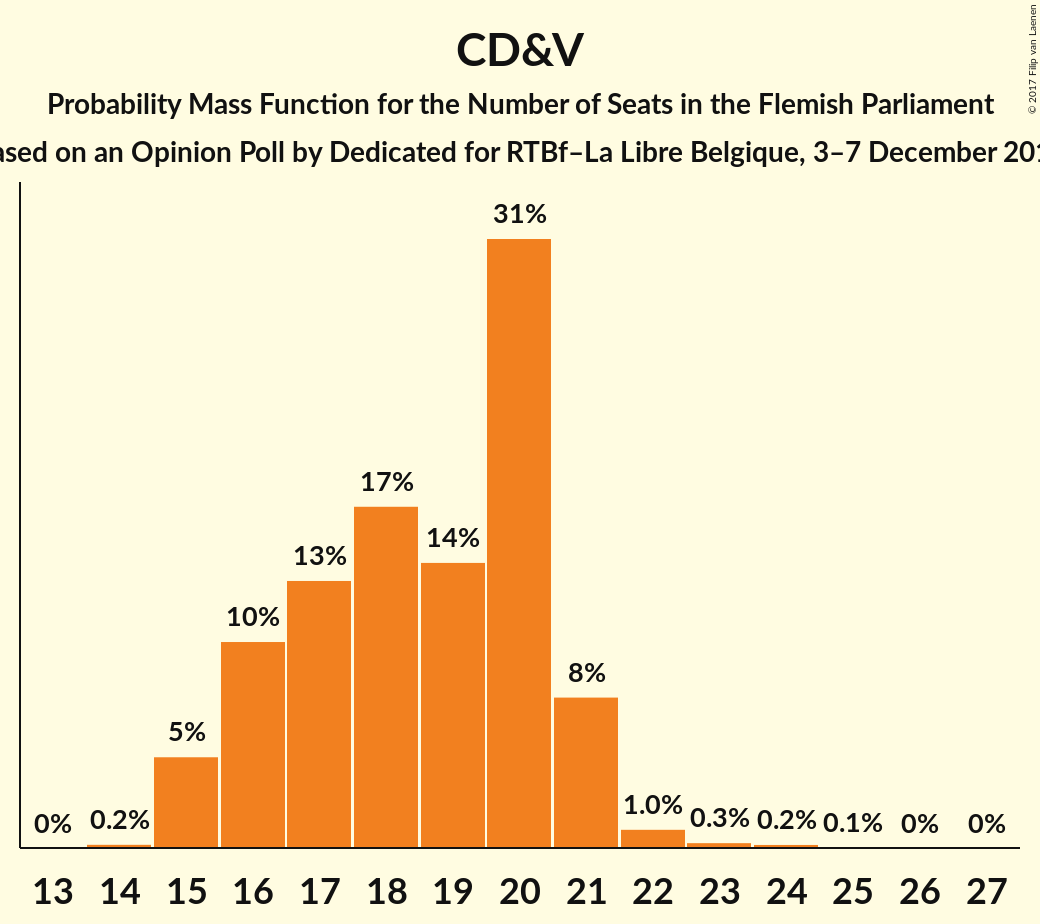 CD&V
Probability Mass Function for the Number of Seats in the Flemish Parliament
on an Opinion Poll by Dedicated for RTBf–La Libre Belgique, 3–7 December
© 2017 Filip van Laenen
31%
17%
14%
13%
10%
8%
5%
1.0%
0% 0.2% 0.3% 0.2% 0.1% 0% 0%
13 14 15 16 17 18 19 20 21 22 23 24 25 26 27